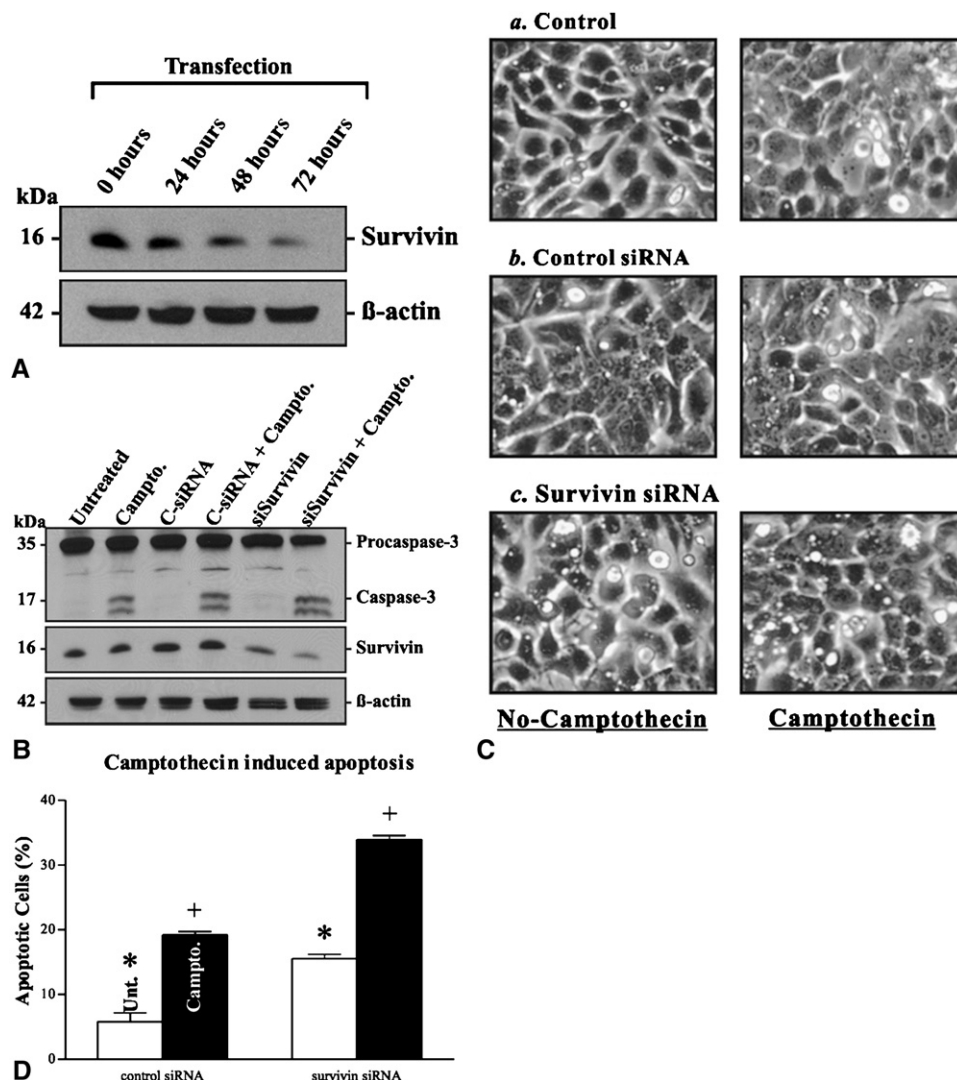 Transfection
0 hours
24 hours
48 hours
72 hours
kDa
16
Survivin
42
ß-actin
A
Untreated
Campto.
C-siRNA
C-siRNA + Campto.
siSurvivin
siSurvivin + Campto.
kDa
35
Procaspase-3
17
Caspase-3
16
Survivin
42
ß-actin
B
a. Control
b. Control siRNA
c. Survivin siRNA
No-Camptothecin
Camptothecin
C
Camptothecin induced apoptosis
Apoptotic Cells (%)
40
30
20
10
0
Unt.
*
Campto.
+
*
+
control siRNA
survivin siRNA
D